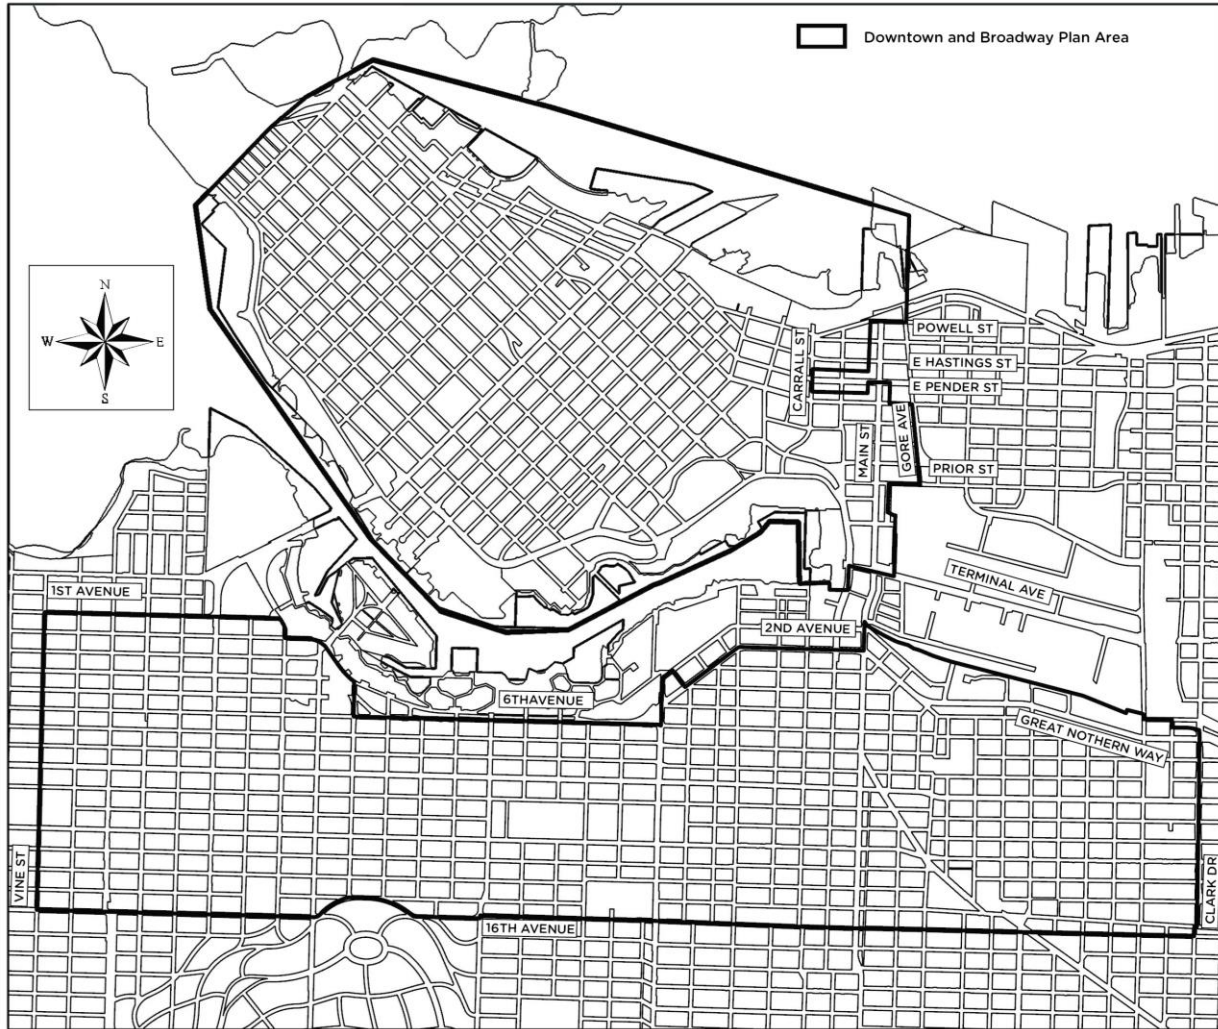 Downtown and Broadway Plan Area
N
W
E
S
POWELL ST
E HASTINGS ST
E PENDER ST
CARRALL ST
MAIN ST
GORE AVE
PRIOR ST
TERMINAL AVE
1ST AVENUE
2ND AVENUE
6THAVENUE
GREAT NOTHERN WAY
VINE ST
CLARK DR
16TH AVENUE